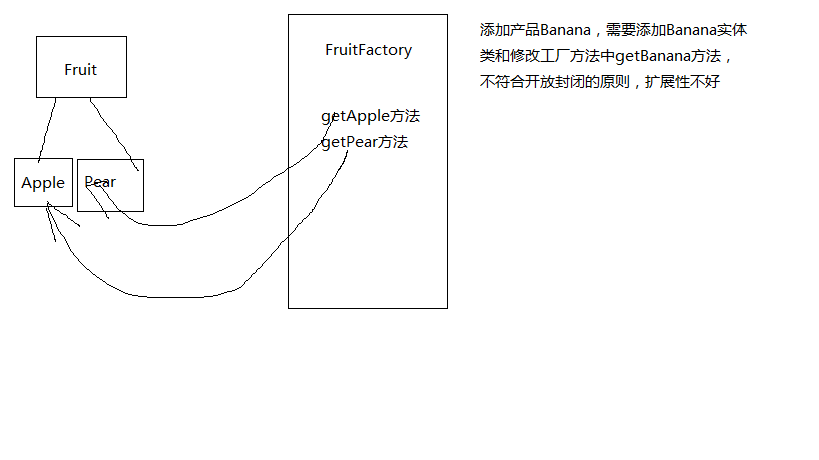 Fruit
Apple
Pear
FruitFactory
getApple方法
getPear方法
添加产品Banana，需要添加Banana实体
类和修改工厂方法中getBanana方法，
不符合开放封闭的原则，扩展性不好